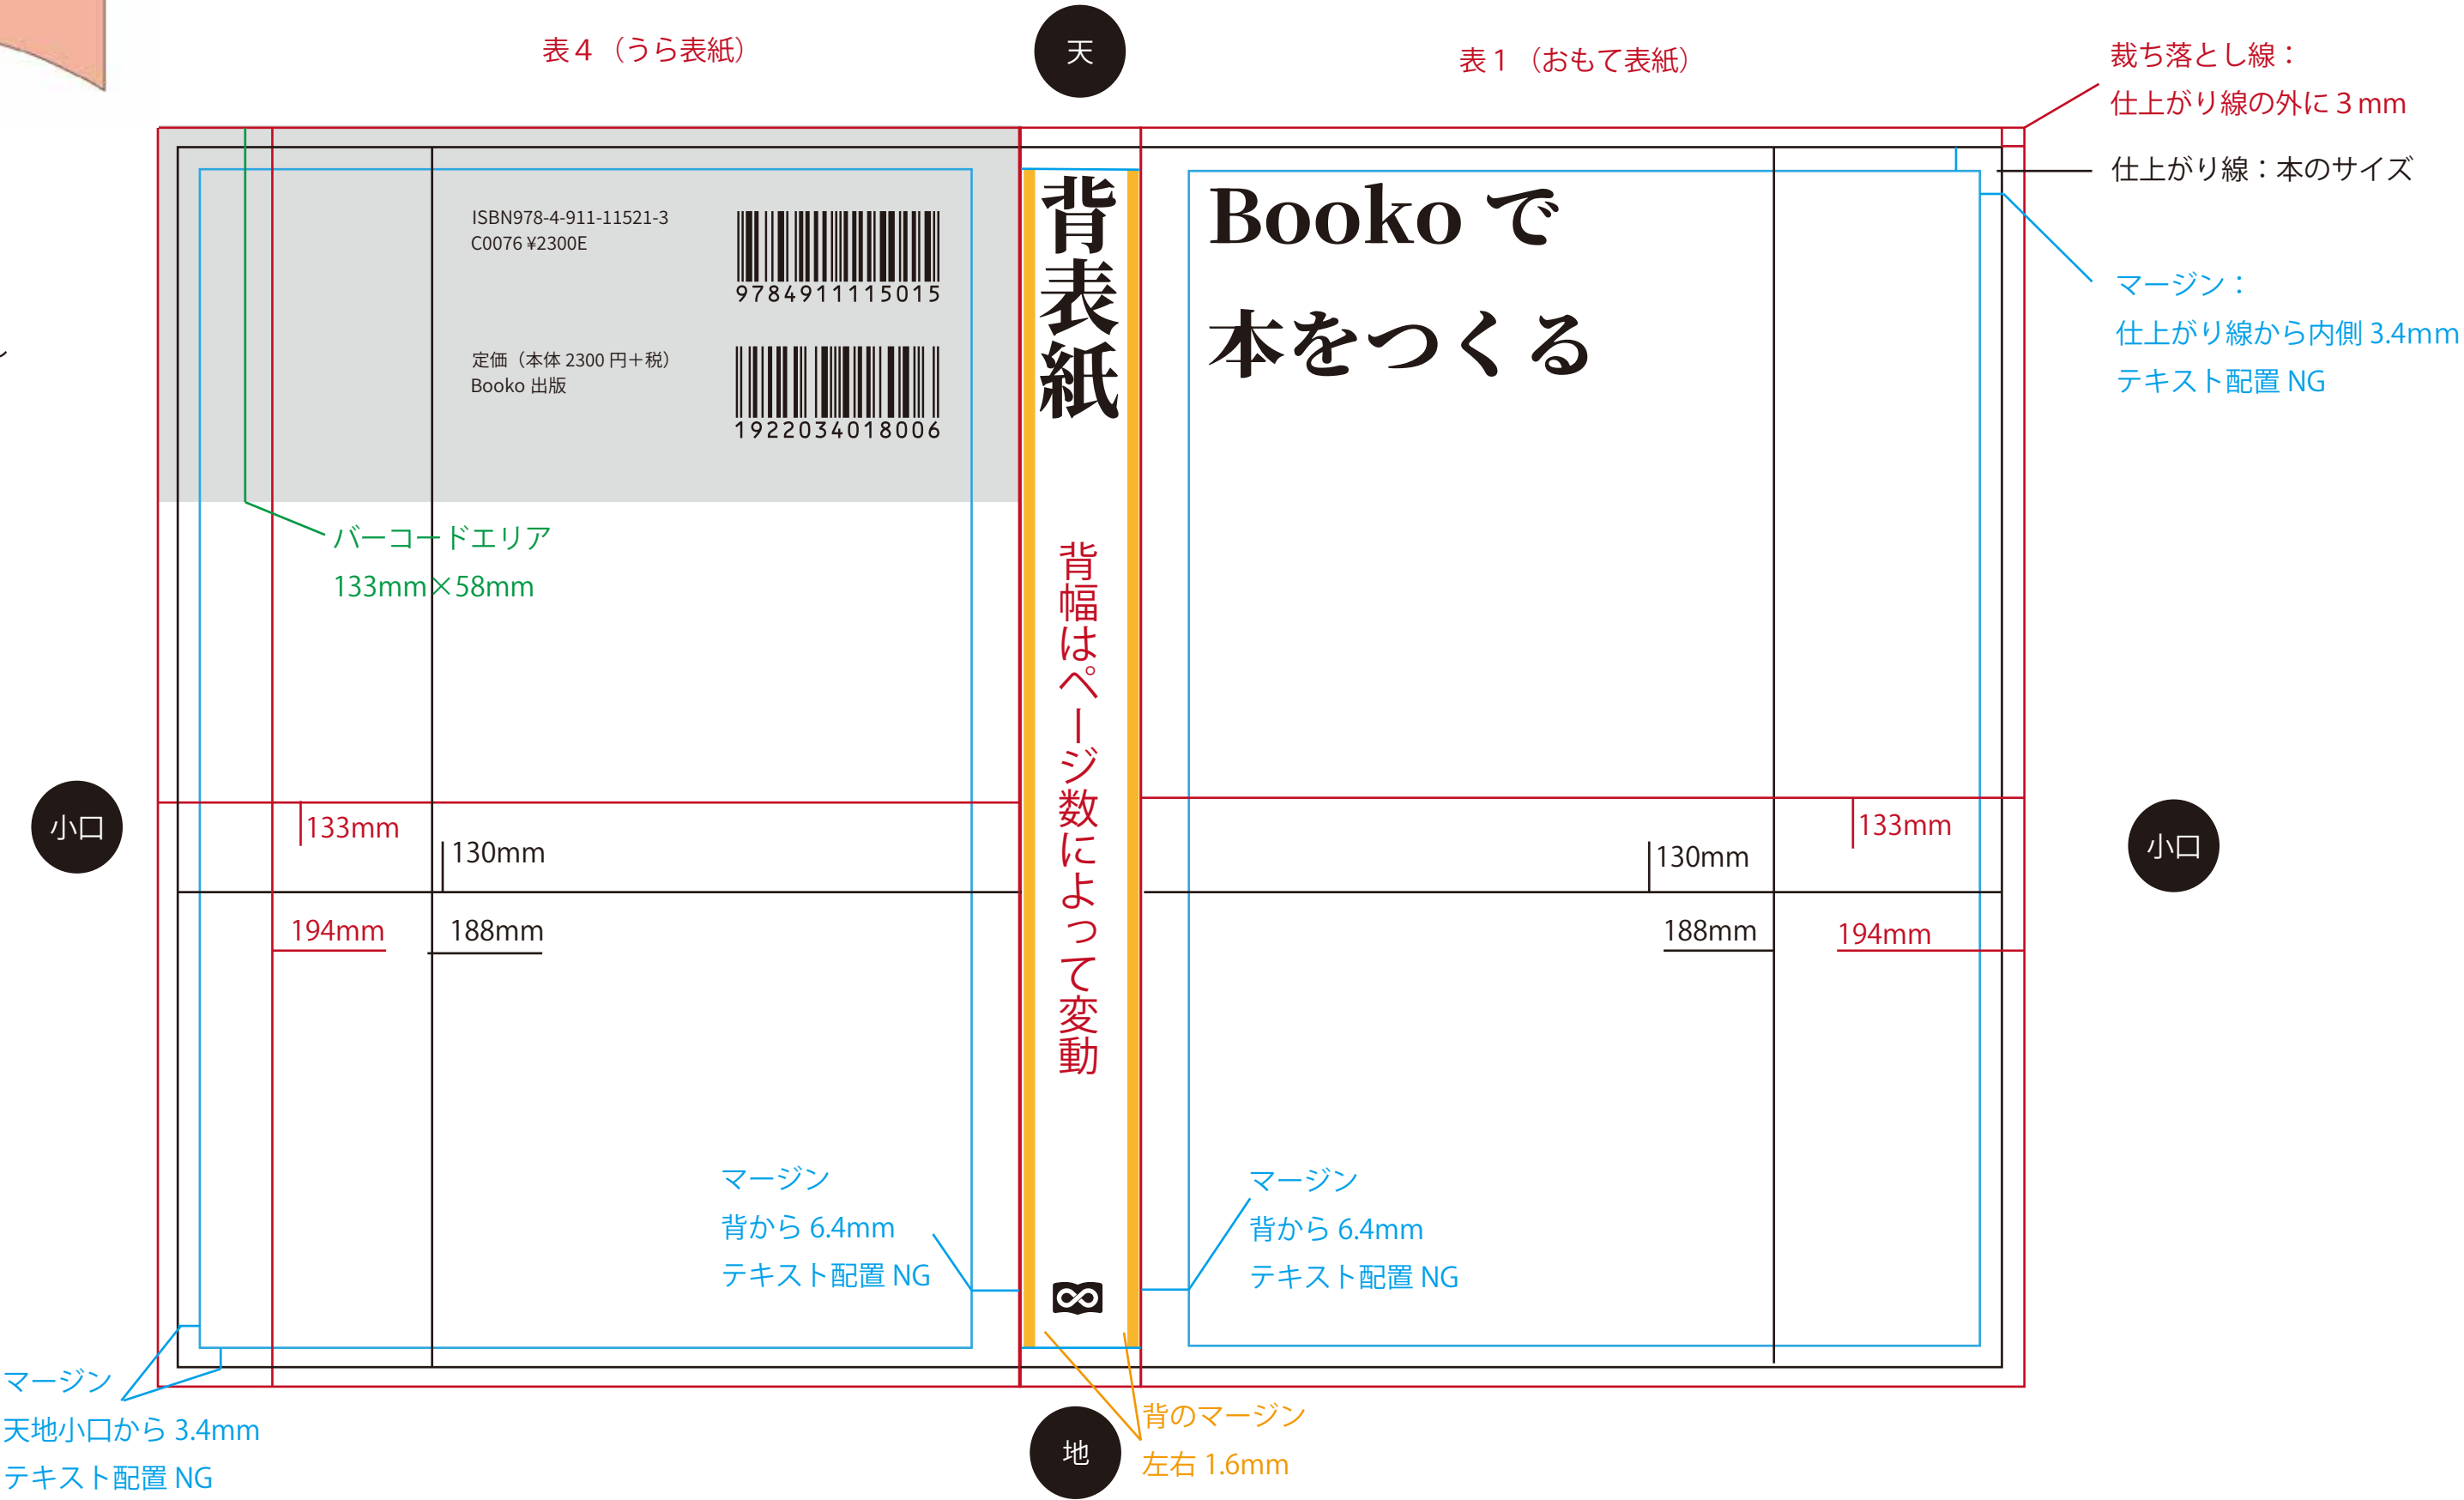 表4（うら表紙）
天
表1（おもて表紙）
裁ち落とし線：
仕上がり線の外に3mm
仕上がり線：本のサイズ
マージン：
仕上がり線から内側 3.4mm
テキスト配置 NG
ISBN978-4-911-11521-3
C0076 ¥2300E
9784911115015
定価（本体 2300 円＋税）
Booko 出版
1922034018006
バーコードエリア
133mm×58mm
背表紙
背幅はページ数によって変動
Booko で
本をつくる
小口
133mm
130mm
194mm
188mm
133mm
130mm
188mm
194mm
小口
マージン
背から 6.4mm
テキスト配置 NG
マージン
背から 6.4mm
テキスト配置 NG
マージン
天地小口から 3.4mm
テキスト配置 NG
地
背のマージン
左右 1.6mm